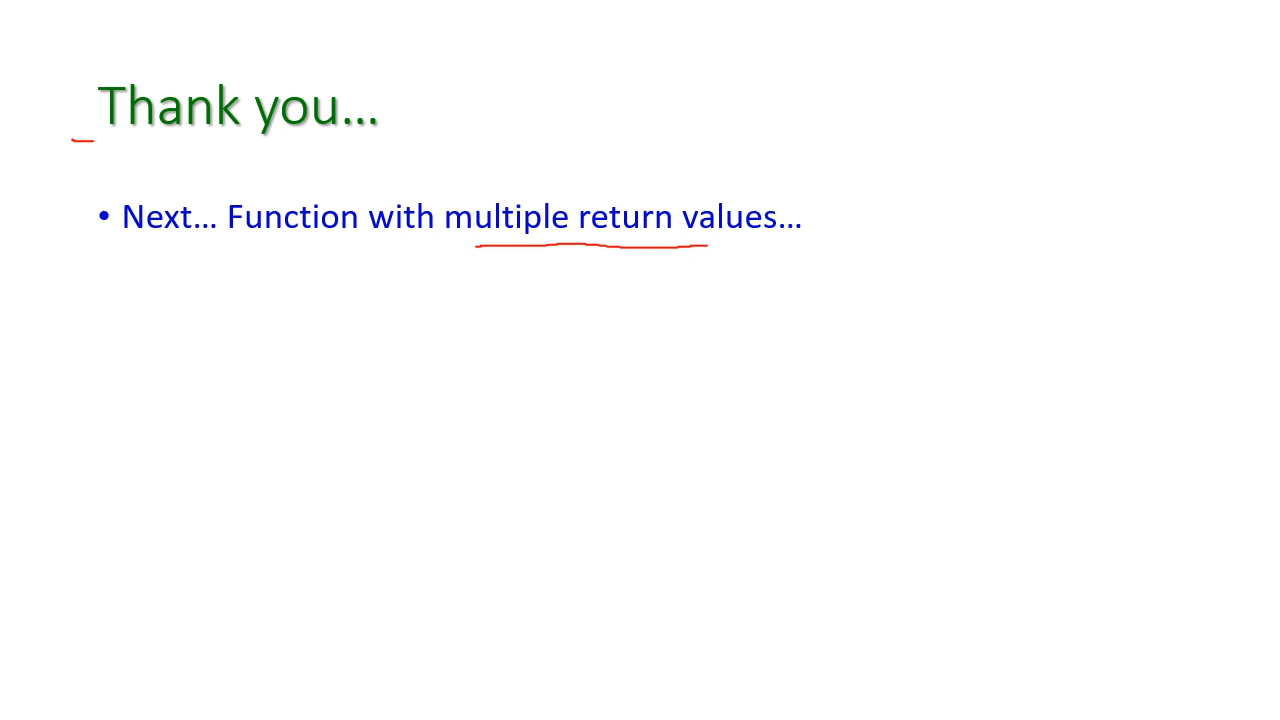 Thank you...
• Next... Function with multiple return values...